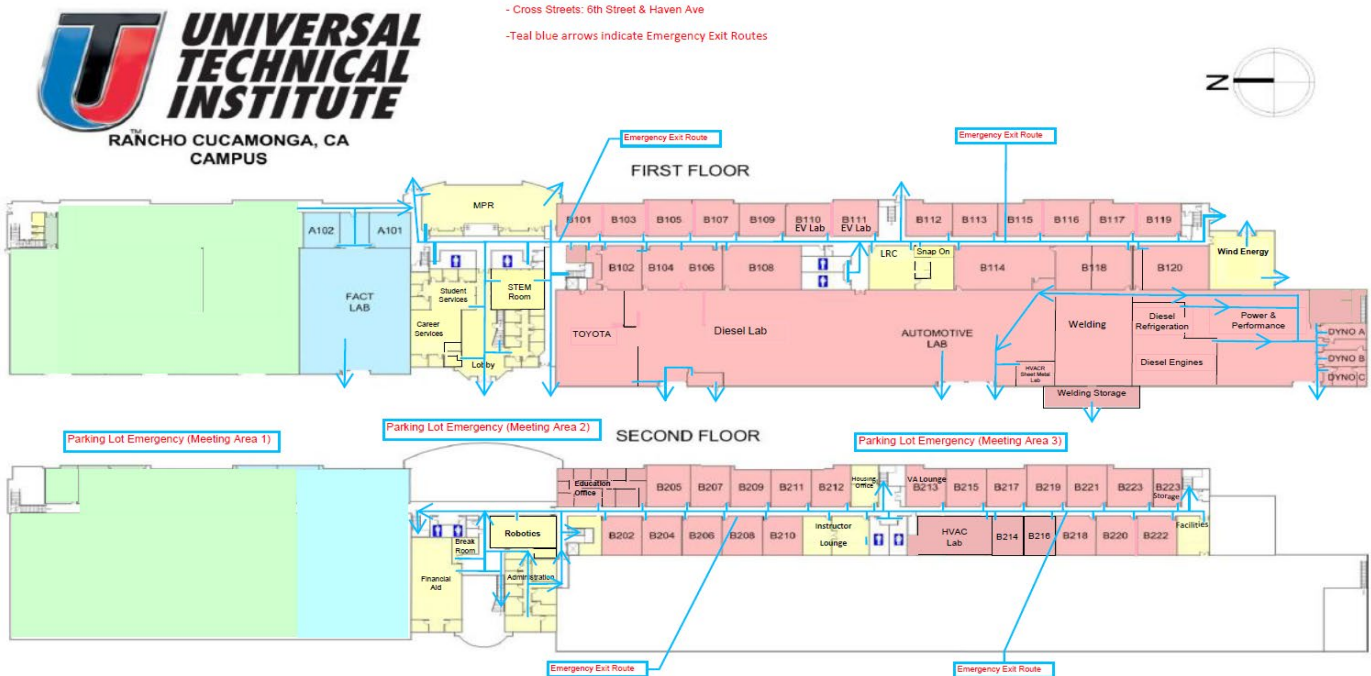 - Cross Streets: 6th Street & Haven Ave
-Teal blue arrows indicate Emergency Exit Routes
UNIVERSAL
TECHNICAL
INSTITUTE
TM
RANCHO CUCAMONGA, CA
CAMPUS
N
Emergency Exit Route
Emergency Exit Route
FIRST FLOOR
MPR
B101
B103
B105
B107
B109
B110
EV Lab
B111
EV Lab
B112
B113
B115
B116
B117
B119
A102
A101
FACT
LAB
Student
Services
STEM
Room
Career
Services
Lobby
B102
B104
B106
B108
LRC
Snap On
B114
B118
B120
Wind Energy
TOYOTA
Diesel Lab
AUTOMOTIVE
LAB
Welding
Diesel
Refrigeration
Power &
Performance
Diesel Engines
HVACR
Sheet Metal
Lab
DYNO A
DYNO B
DYNO C
Welding Storage
Parking Lot Emergency (Meeting Area 1)
Parking Lot Emergency (Meeting Area 2)
SECOND FLOOR
Parking Lot Emergency (Meeting Area 3)
Education
Office
B205
B207
B209
B211
B212
Housing
Office
VA Lounge
B213
B215
B217
B219
B221
B223
B223
Storage
Break
Room
Robotics
B202
B204
B206
B208
B210
Instructor
Lounge
HVAC
Lab
B214
B216
B218
B220
B222
Facilities
Financial
Aid
Administration
Emergency Exit Route
Emergency Exit Route